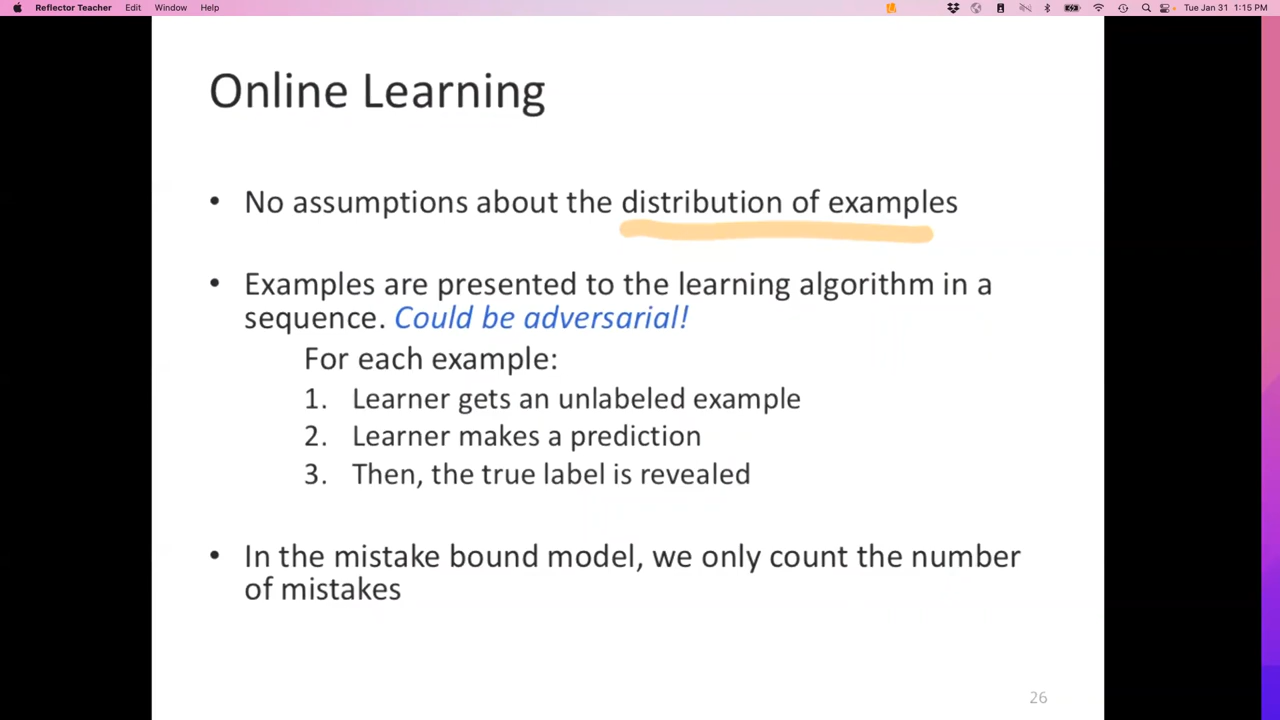 Reflector Teacher Edit Window Help Tue Jan 31 1:15 PM
Online Learning
• No assumptions about the distribution of examples
• Examples are presented to the learning algorithm in a
sequence. Could be adversarial!
For each example:
1. Learner gets an unlabeled example
2. Learner makes a prediction
3. Then, the true label is revealed
• In the mistake bound model, we only count the number
of mistakes
26